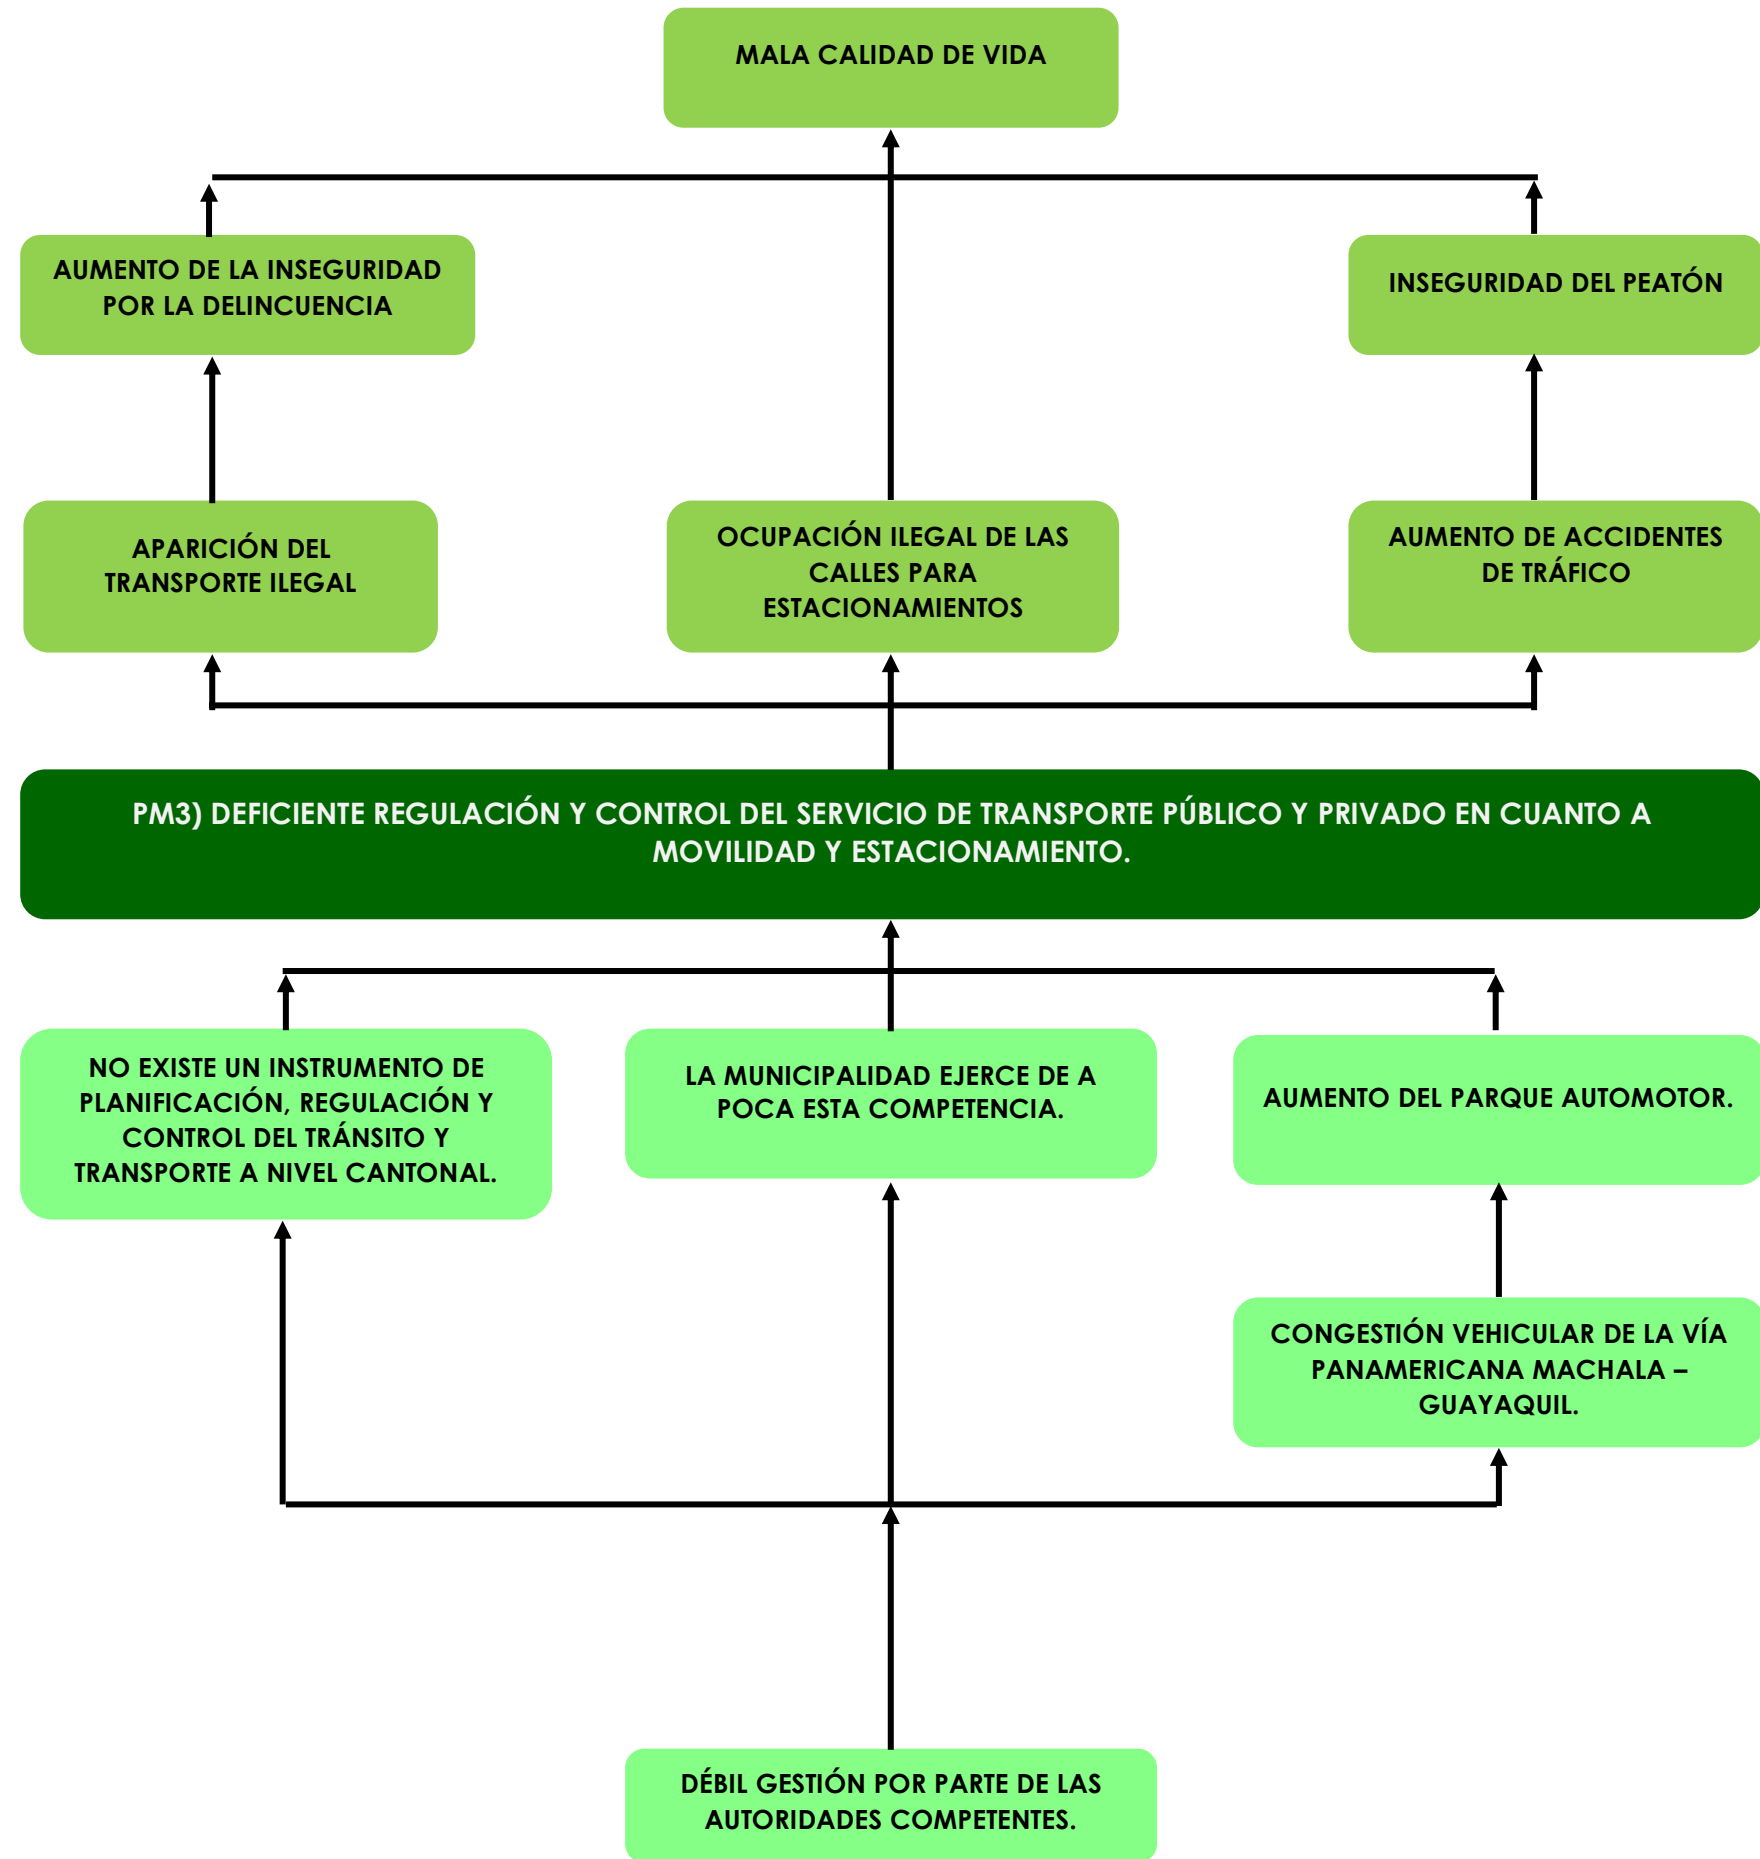 MALA CALIDAD DE VIDA
AUMENTO DE LA INSEGURIDAD
POR LA DELINCUENCIA
INSEGURIDAD DEL PEATÓN
APARICIÓN DEL
TRANSPORTE ILEGAL
OCUPACIÓN ILEGAL DE LAS
CALLES PARA
ESTACIONAMIENTOS
AUMENTO DE ACCIDENTES
DE TRÁFICO
PM3) DEFICIENTE REGULACIÓN Y CONTROL DEL SERVICIO DE TRANSPORTE PÚBLICO Y PRIVADO EN CUANTO A
MOVILIDAD Y ESTACIONAMIENTO.
NO EXISTE UN INSTRUMENTO DE
PLANIFICACIÓN, REGULACIÓN Y
CONTROL DEL TRÁNSITO Y
TRANSPORTE A NIVEL CANTONAL.
LA MUNICIPALIDAD EJERCE DE A
POCA ESTA COMPETENCIA.
AUMENTO DEL PARQUE AUTOMOTOR.
CONGESTIÓN VEHICULAR DE LA VÍA
PANAMERICANA MACHALA –
GUAYAQUIL.
DÉBIL GESTIÓN POR PARTE DE LAS
AUTORIDADES COMPETENTES.